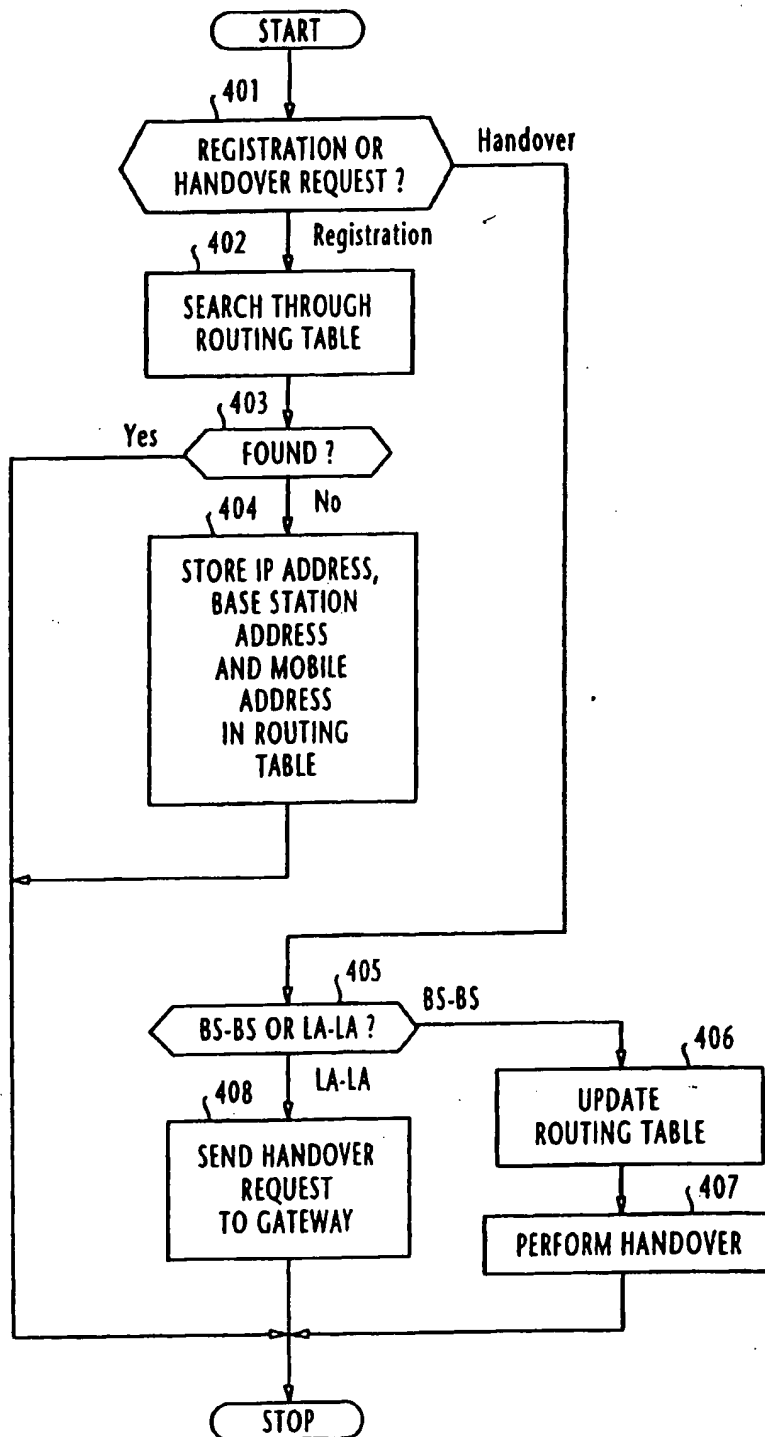 START
401
REGISTRATION OR
HANDOVER REQUEST ?
Handover
Registration
402
SEARCH THROUGH
ROUTING TABLE
403
Yes
FOUND ?
No
404
STORE IP ADDRESS,
BASE STATION
ADDRESS
AND MOBILE
ADDRESS
IN ROUTING
TABLE
405
BS-BS OR LA-LA ?
BS-BS
LA-LA
406
UPDATE
ROUTING TABLE
408
SEND HANDOVER
REQUEST
TO GATEWAY
407
PERFORM HANDOVER
STOP